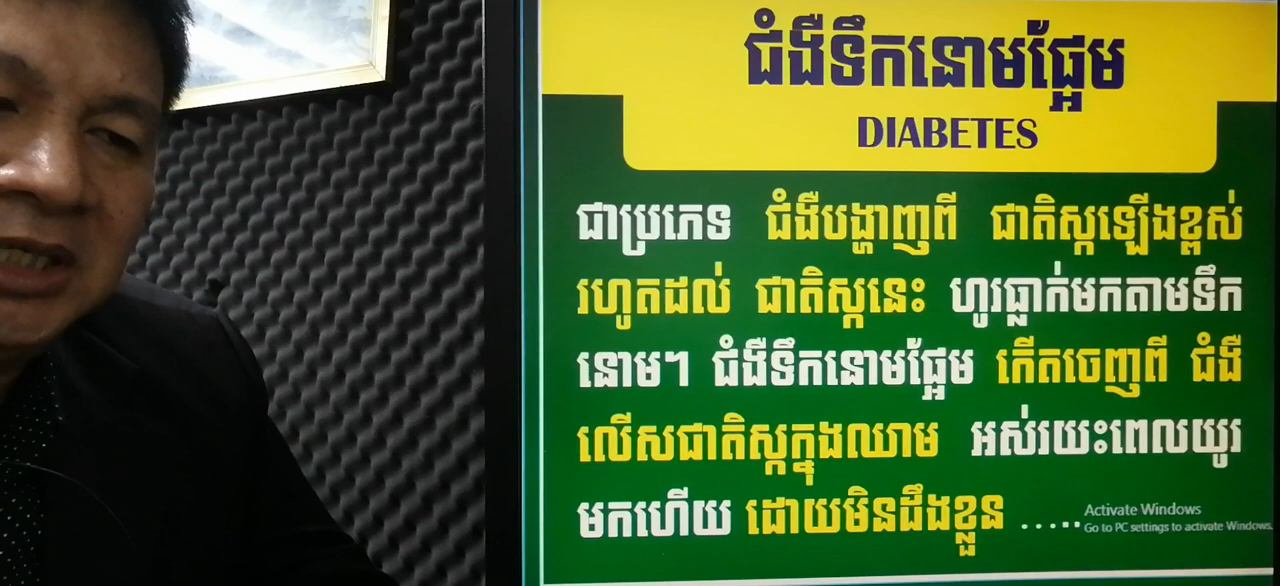 ជំងឺទឹកនោមផ្អែម
DIABETES
ជាប្រភេទ ជំងឺបង្ហាញពី ជាតិស្ករឡើងខ្ពស់
រហូតដល់ ជាតិស្ករនេះ ហូរធ្លាក់មកតាមទឹក
នោម។ ជំងឺទឹកនោមផ្អែម កើតចេញពី ជំងឺ
លើសជាតិស្ករក្នុងឈាម អស់រយះពេលយូរ
មកហើយ ដោយមិនដឹងខ្លួន .....
Activate Windows
Go to PC settings to activate Windows.